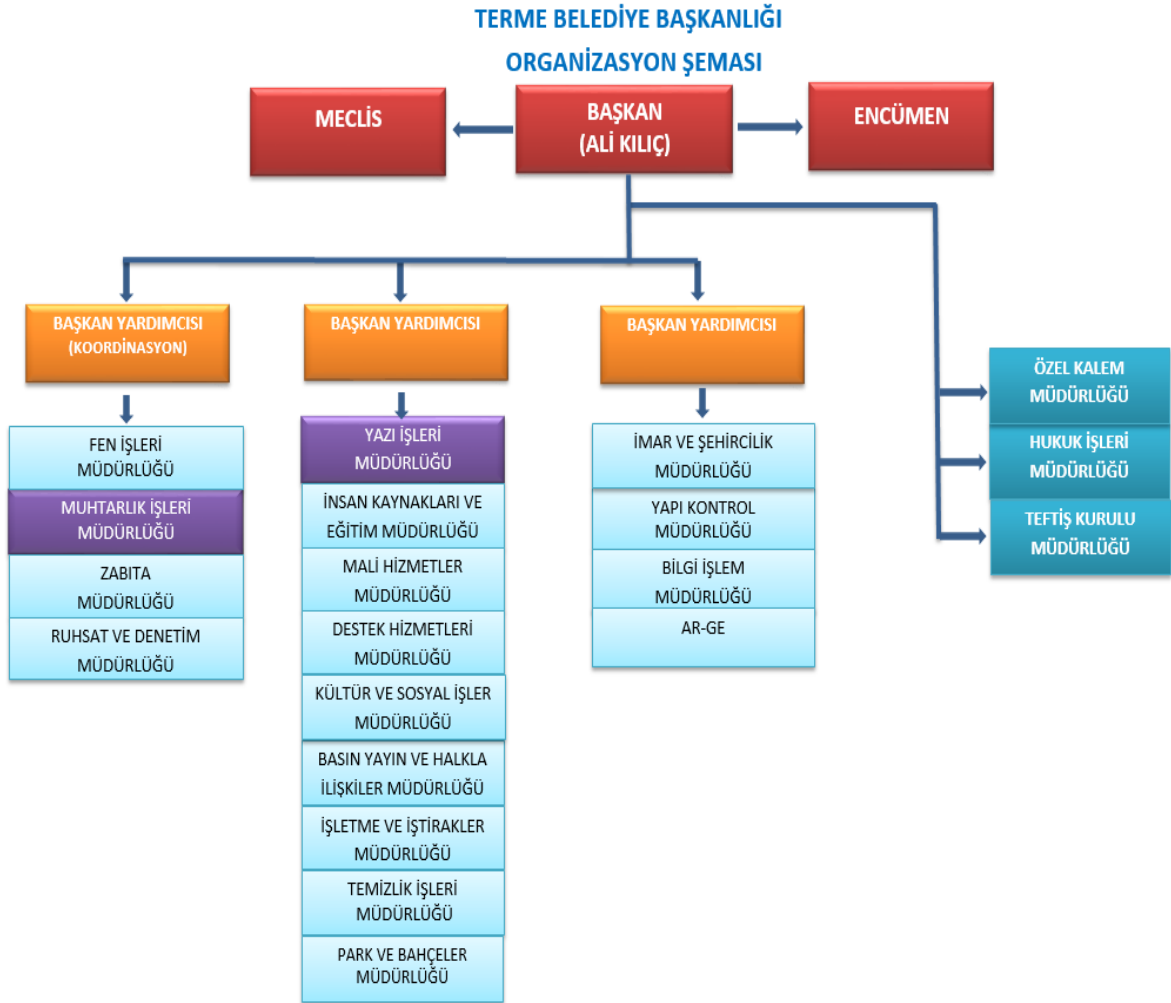 TERME BELEDİYE BAŞKANLIĞI
ORGANİZASYON ŞEMASI
MECLİS
BAŞKAN
(ALİ KILIÇ)
ENCÜMEN
BAŞKAN YARDIMCISI
(KOORDİNASYON)
FEN İŞLERİ
MÜDÜRLÜĞÜ
MUHTARLIK İŞLERİ
MÜDÜRLÜĞÜ
ZABITA
MÜDÜRLÜĞÜ
RUHSAT VE DENETİM
MÜDÜRLÜĞÜ
BAŞKAN YARDIMCISI
YAZI İŞLERİ
MÜDÜRLÜĞÜ
İNSAN KAYNAKLARI VE
EĞİTİM MÜDÜRLÜĞÜ
MALİ HİZMETLER
MÜDÜRLÜĞÜ
DESTEK HİZMETLERİ
MÜDÜRLÜĞÜ
KÜLTÜR VE SOSYAL İŞLER
MÜDÜRLÜĞÜ
BASIN YAYIN VE HALKLA
İLİŞKİLER MÜDÜRLÜĞÜ
İŞLETME VE İŞTİRAKLER
MÜDÜRLÜĞÜ
TEMİZLİK İŞLERİ
MÜDÜRLÜĞÜ
PARK VE BAHÇELER
MÜDÜRLÜĞÜ
BAŞKAN YARDIMCISI
İMAR VE ŞEHİRCİLİK
MÜDÜRLÜĞÜ
YAPI KONTROL
MÜDÜRLÜĞÜ
BİLGİ İŞLEM
MÜDÜRLÜĞÜ
AR-GE
ÖZEL KALEM
MÜDÜRLÜĞÜ
HUKUK İŞLERİ
MÜDÜRLÜĞÜ
TEFTİŞ KURULU
MÜDÜRLÜĞÜ